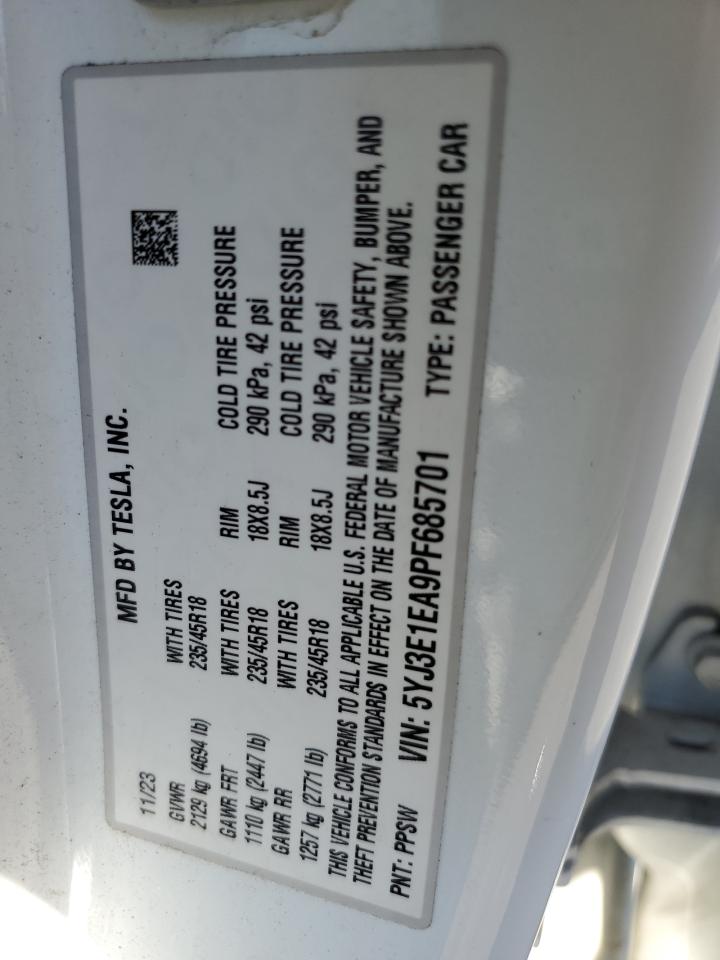 MFD BY TESLA, INC.
11/23
GVWR WITH TIRES
2129 kg (4694 lb) 235/45R18
GAWR FRT WITH TIRES RIM COLD TIRE PRESSURE
1110 kg (2447 lb) 235/45R18 18X8.5J 290 kPa, 42 psi
GAWR RR WITH TIRES RIM COLD TIRE PRESSURE
1257 kg (2771 lb) 235/45R18 18X8.5J 290 kPa, 42 psi
THIS VEHICLE CONFORMS TO ALL APPLICABLE U.S. FEDERAL MOTOR VEHICLE SAFETY, BUMPER, AND
THEFT PREVENTION STANDARDS IN EFFECT ON THE DATE OF MANUFACTURE SHOWN ABOVE.
PNT: PPSW VIN: 5YJ3E1EA9PF685701 TYPE: PASSENGER CAR